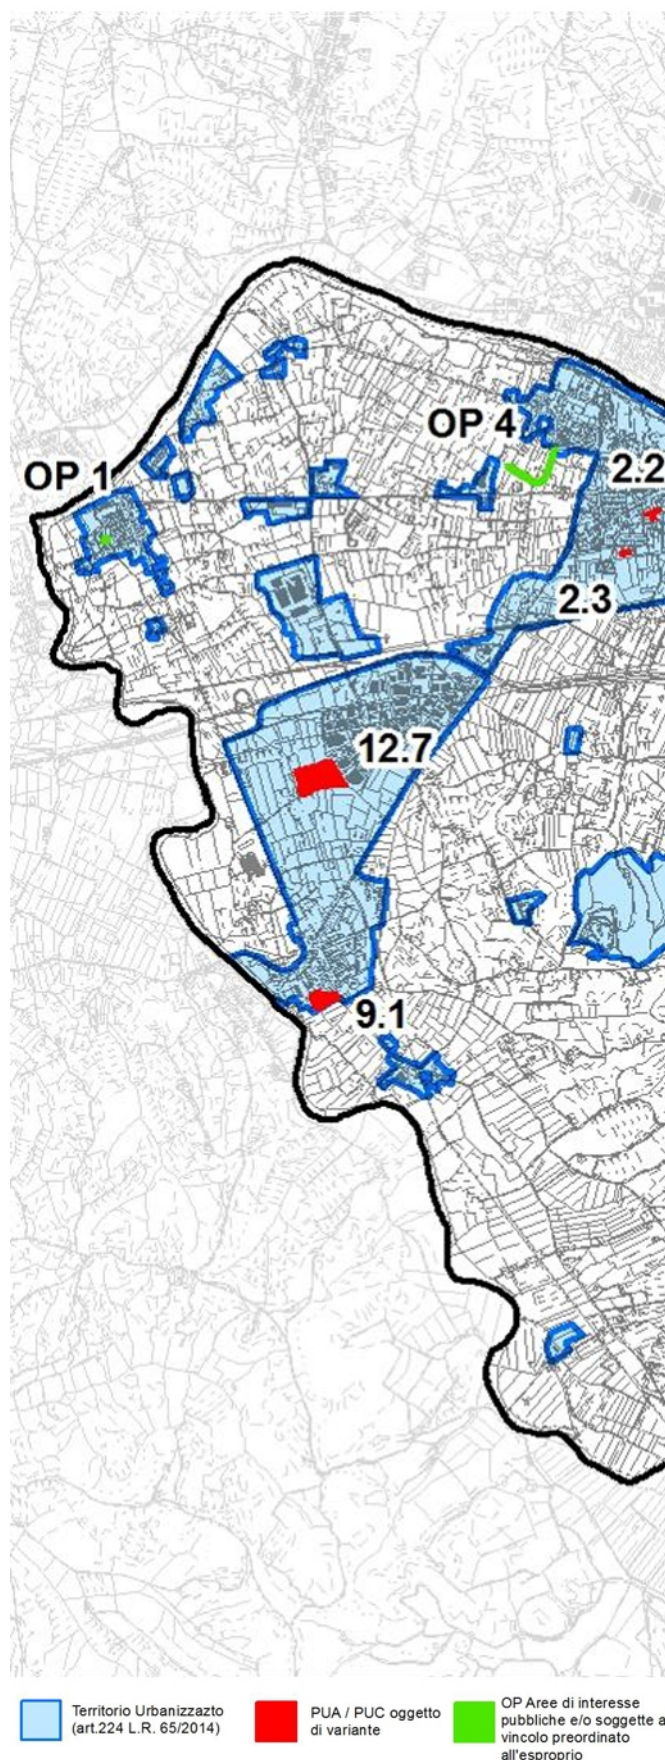 OP 4
OP 1
2.2
2.3
12.7
9.1
Territorio Urbanizzazto
(art.224 L.R. 65/2014)
PUA / PUC oggetto
di variante
OP Aree di interesse
pubbliche e/o soggette a
vincolo preordinato
all'esproprio